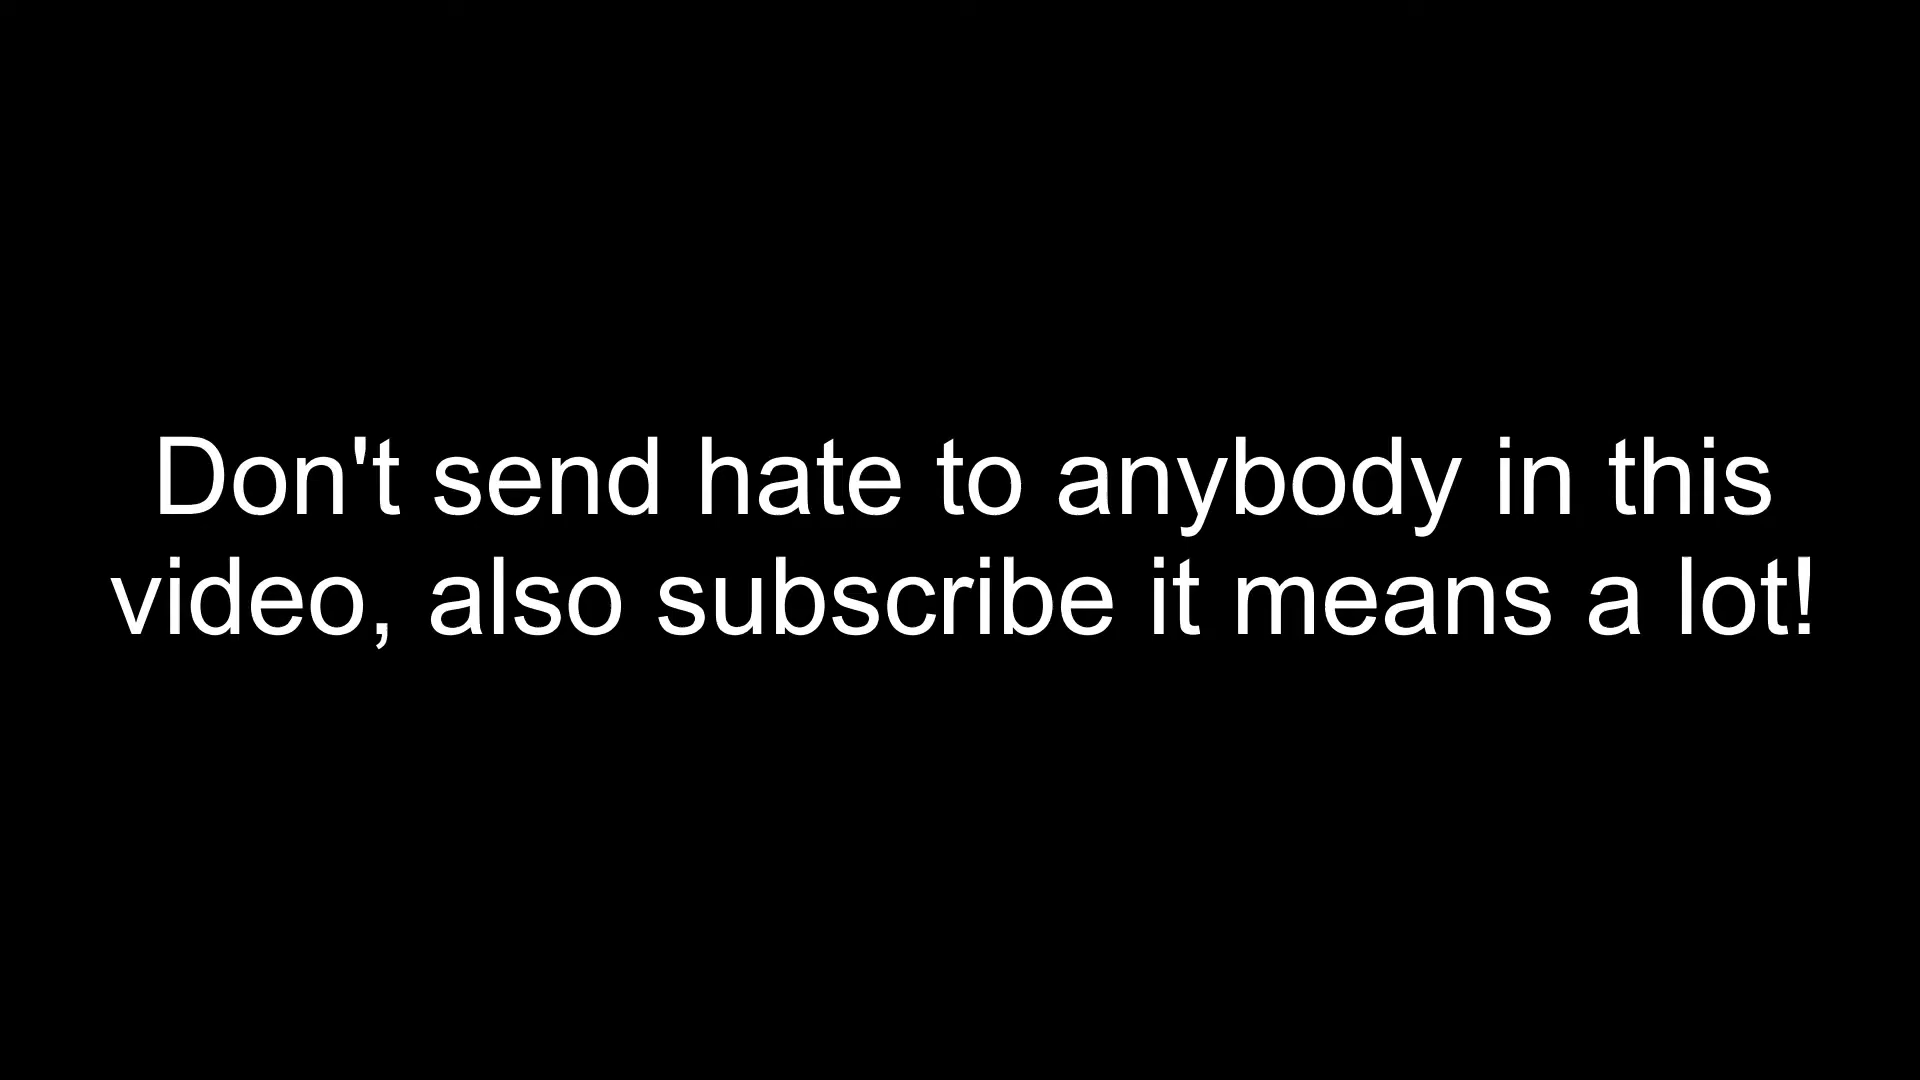 Don't send hate to anybody in this
video, also subscribe it means a lot!